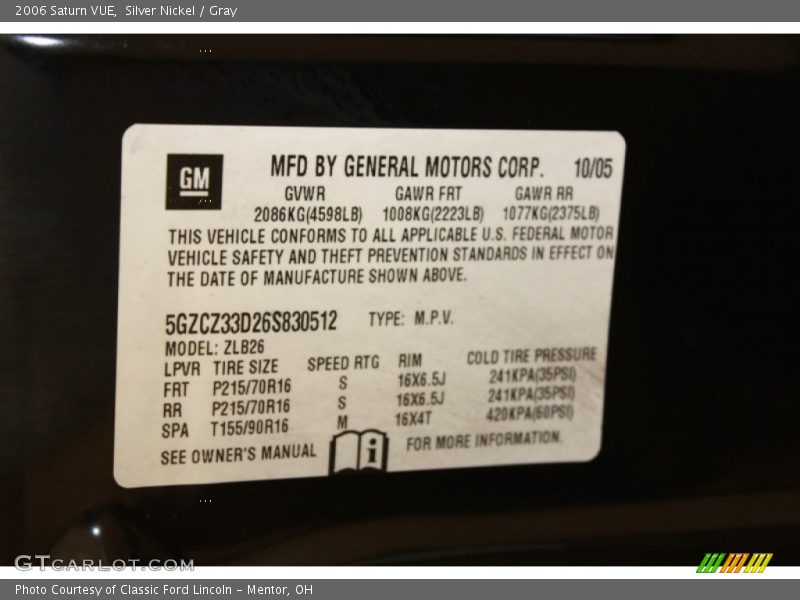 2006 Saturn VUE, Silver Nickel / Gray
GM MFD BY GENERAL MOTORS CORP. 10/05
GVWR GAWR FRT GAWR RR
2086KG(4598LB) 1008KG(2223LB) 1077KG(2375LB)
THIS VEHICLE CONFORMS TO ALL APPLICABLE U.S. FEDERAL MOTOR
VEHICLE SAFETY AND THEFT PREVENTION STANDARDS IN EFFECT ON
THE DATE OF MANUFACTURE SHOWN ABOVE.
5GZCZ33D26S830512 TYPE: M.P.V.
MODEL: ZLB26
LPVR TIRE SIZE SPEED RTG RIM COLD TIRE PRESSURE
FRT P215/70R16 S 16X6.5J 241KPA(35PSI)
RR P215/70R16 S 16X6.5J 241KPA(35PSI)
SPA T155/90R16 M 16X4T 420KPA(60PSI)
SEE OWNER'S MANUAL i FOR MORE INFORMATION.
GTCARLOT.COM
Photo Courtesy of Classic Ford Lincoln - Mentor, OH